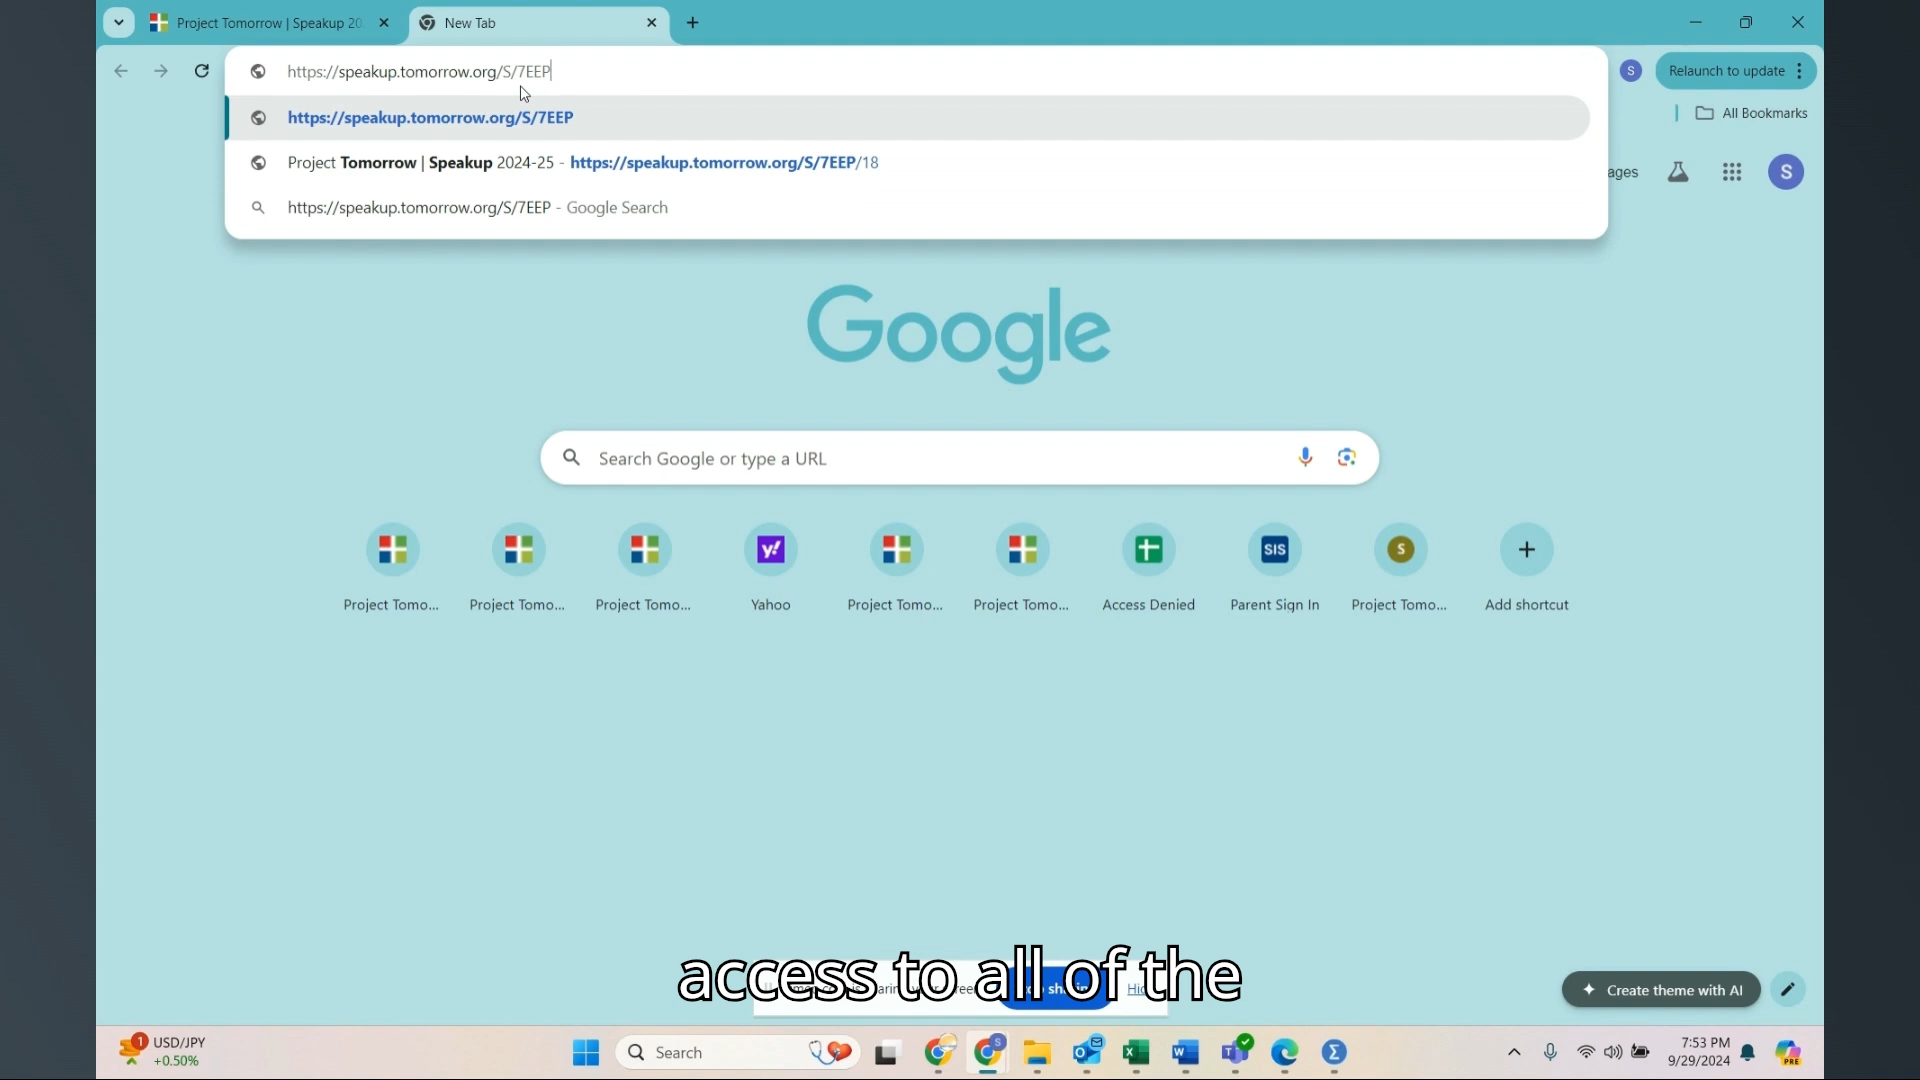 Project Tomorrow | Speakup 20
New Tab
https://speakup.tomorrow.org/S/7EEP
S
Relaunch to update
https://speakup.tomorrow.org/S/7EEP
All Bookmarks
Project Tomorrow | Speakup 2024-25 - https://speakup.tomorrow.org/S/7EEP/18
ages
S
https://speakup.tomorrow.org/S/7EEP - Google Search
Google
Search Google or type a URL
y!
SIS
S
Project Tomo...
Project Tomo...
Project Tomo...
Yahoo
Project Tomo...
Project Tomo...
Access Denied
Parent Sign In
Project Tomo...
Add shortcut
access to all of the
Create theme with AI
1
USD/JPY
+0.50%
Search
S
7:53 PM
9/29/2024
PRE